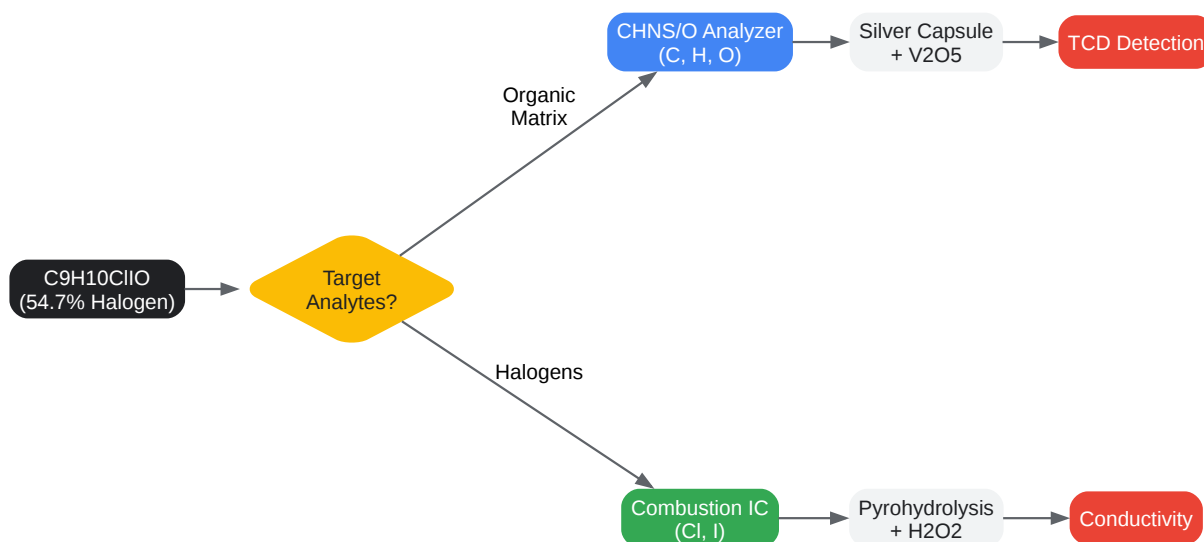 CHNS/O Analyzer
(C, H, O)
Silver Capsule
+ V2O5
TCD Detection
Organic
Matrix
C9H10ClIO
(54.7% Halogen)
Target
Analytes?
Halogens
Combustion IC
(Cl, I)
Pyrohydrolysis
+ H2O2
Conductivity